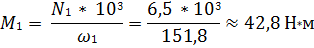 M₁ = N₁ * 10³ / ω₁ = 6,5 * 10³ / 151,8 ≈ 42,8 Н*м